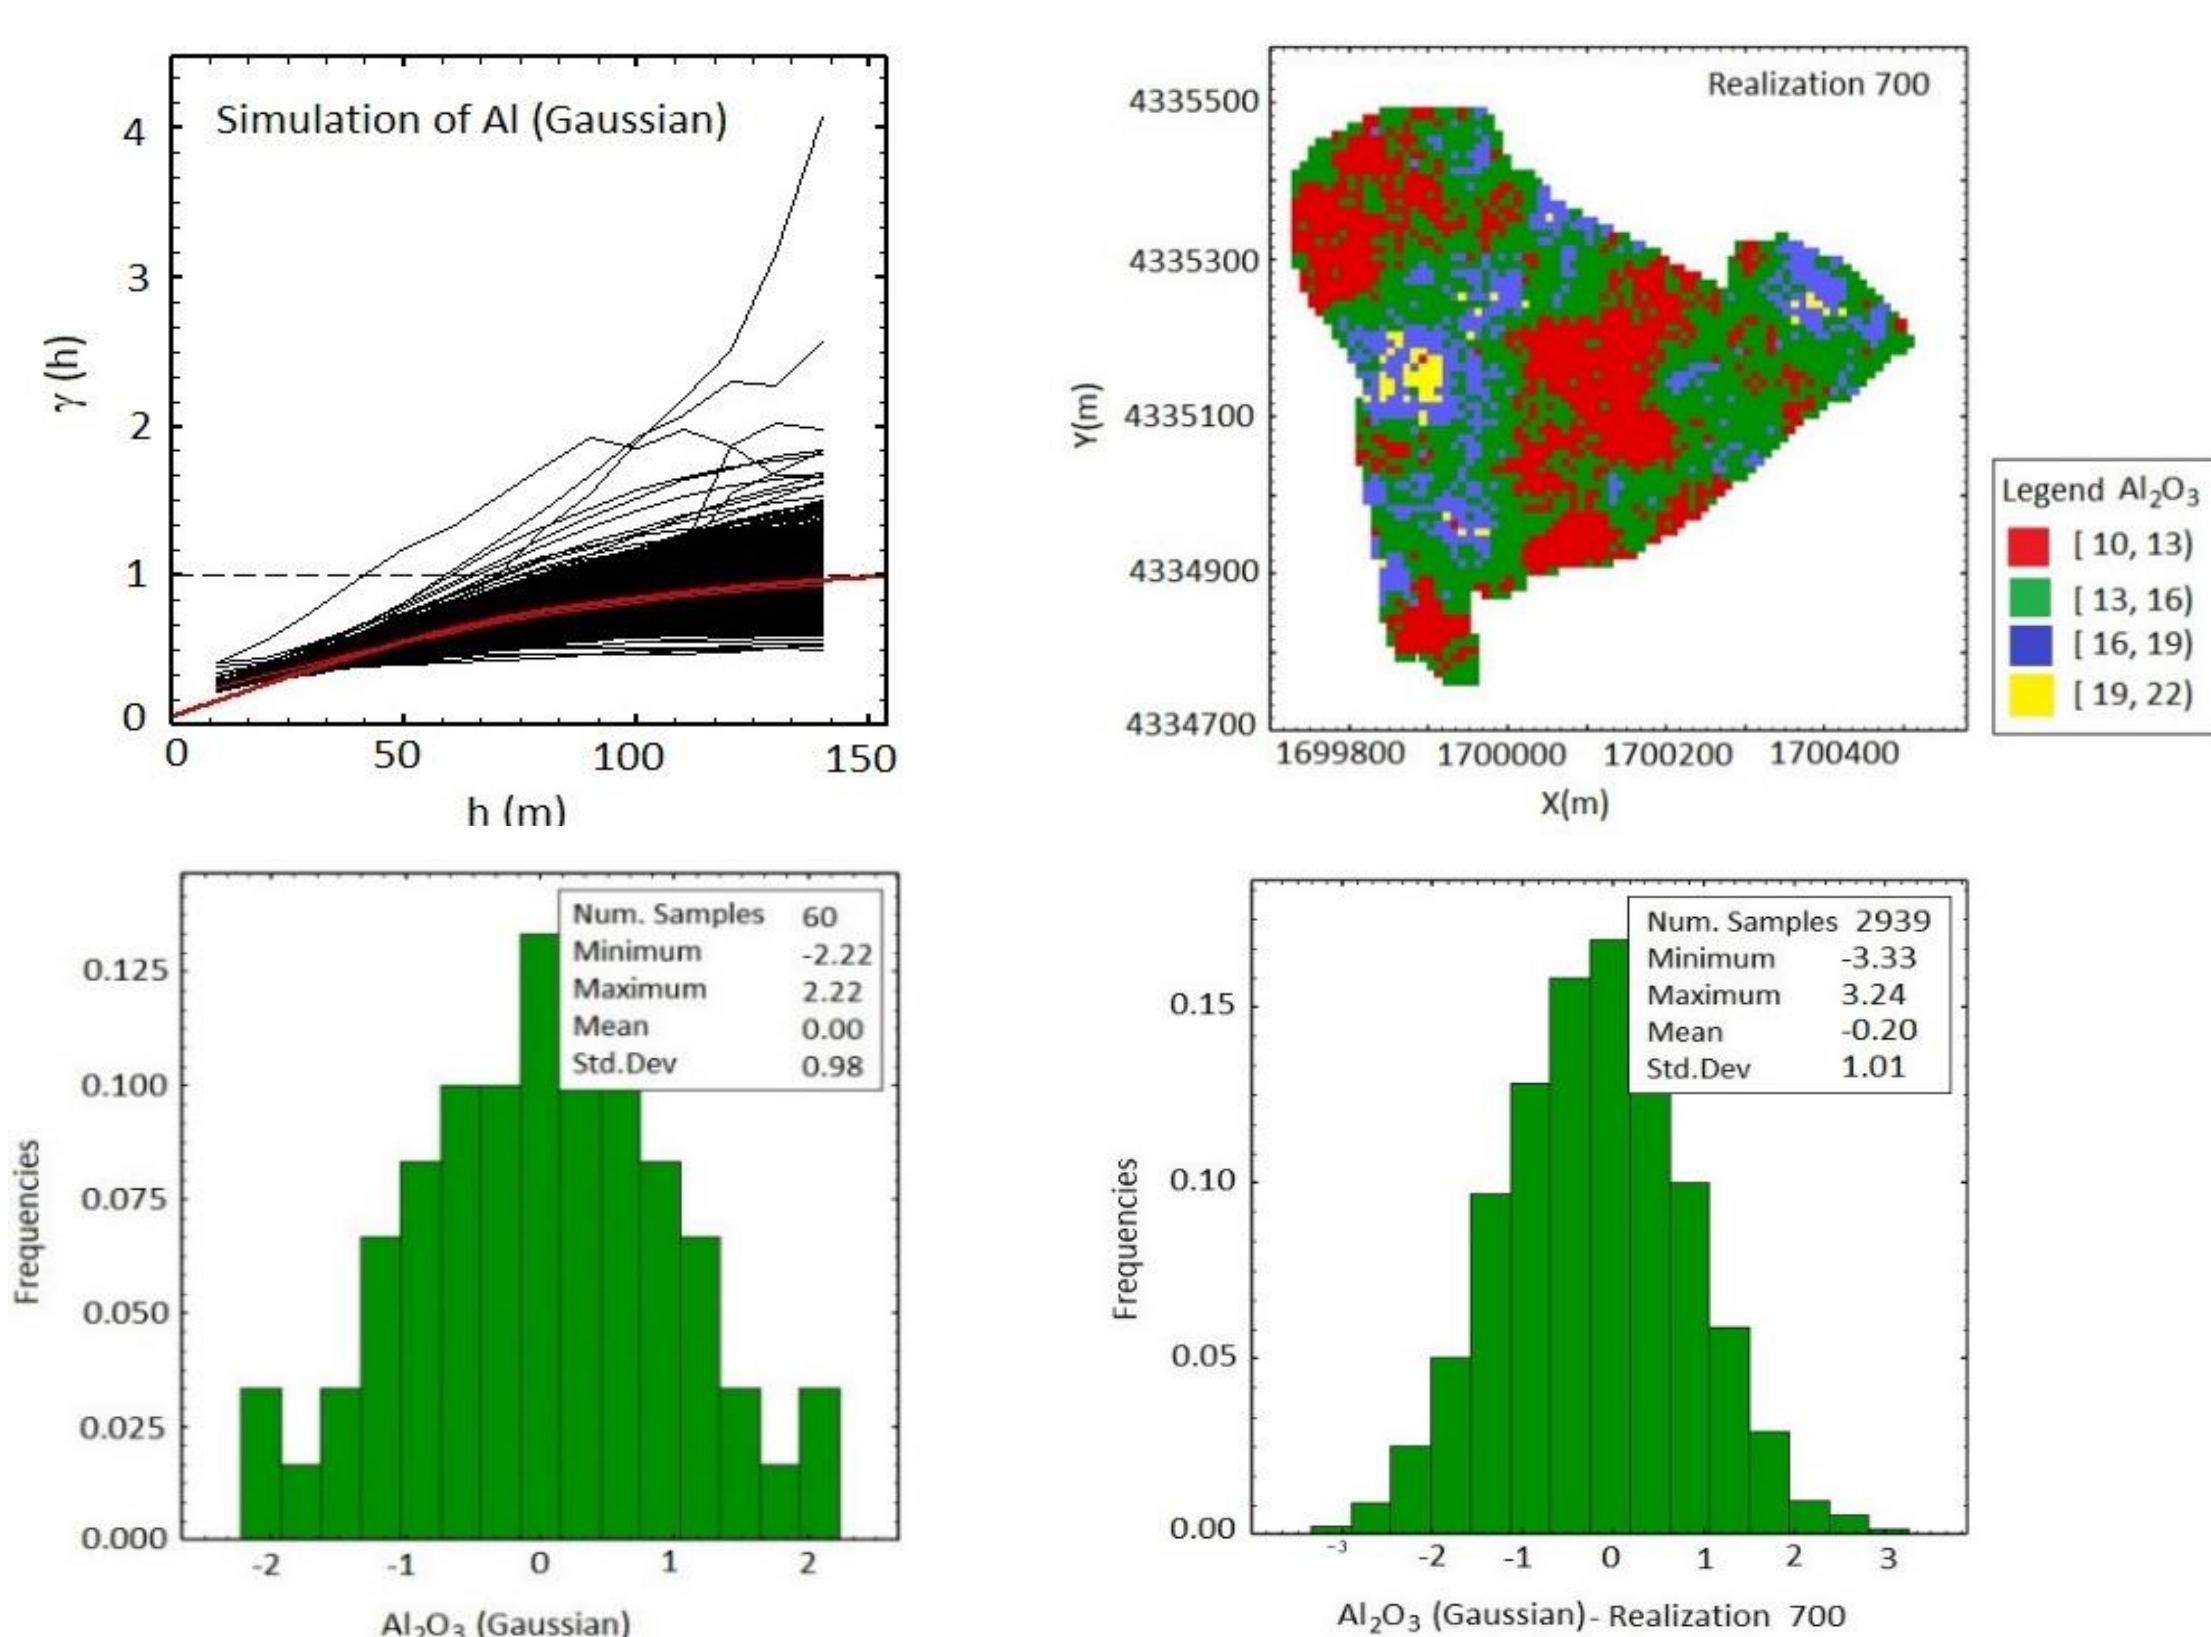 Simulation of Al (Gaussian)
4
3
2
1
0
γ (h)
0 50 100 150
h (m)
Realization 700
4335500
4335300
4335100
4334900
4334700
Y(m)
1699800 1700000 1700200 1700400
X(m)
Legend Al₂O₃
[ 10, 13)
[ 13, 16)
[ 16, 19)
[ 19, 22)
Num. Samples 60
Minimum -2.22
Maximum 2.22
Mean 0.00
Std.Dev 0.98
0.125
0.100
0.075
0.050
0.025
0.000
Frequencies
-2 -1 0 1 2
Al₂O₃ (Gaussian)
Num. Samples 2939
Minimum -3.33
Maximum 3.24
Mean -0.20
Std.Dev 1.01
0.15
0.10
0.05
0.00
Frequencies
-3 -2 -1 0 1 2 3
Al₂O₃ (Gaussian) - Realization 700